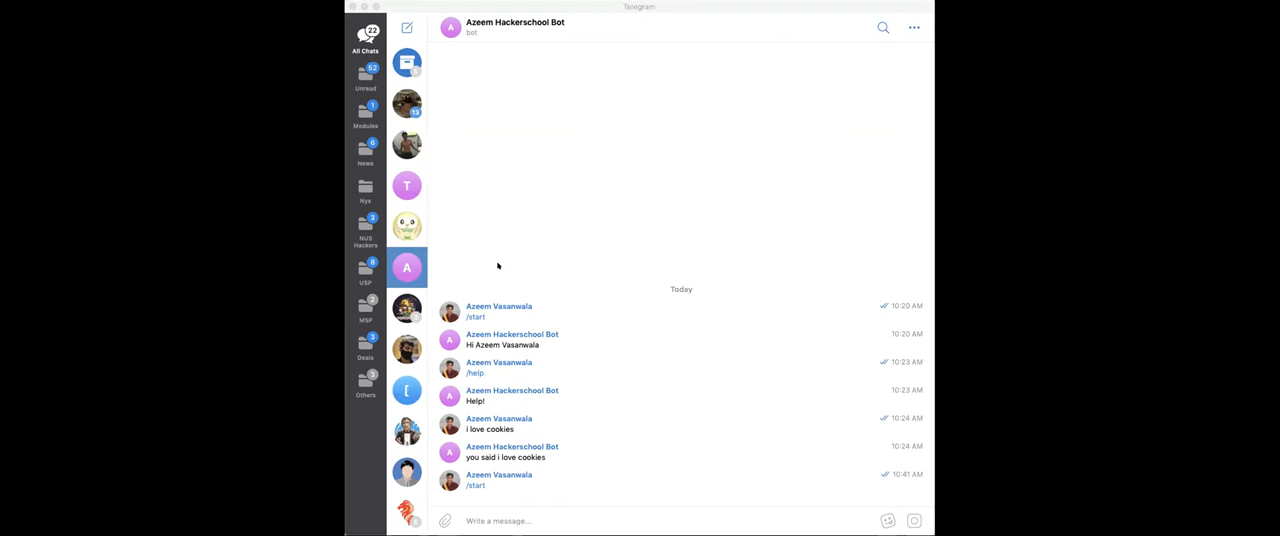 Telegram
22
All Chats
52
Unread
1
Modules
6
News
Nyx
3
NUS
Hackers
8
USP
2
MSP
3
Deals
3
Others
13
T
A
[
A
Azeem Hackerschool Bot
bot
Today
Azeem Vasanwala
10:20 AM
/start
A
Azeem Hackerschool Bot
10:20 AM
Hi Azeem Vasanwala
Azeem Vasanwala
10:23 AM
/help
A
Azeem Hackerschool Bot
10:23 AM
Help!
Azeem Vasanwala
10:24 AM
i love cookies
A
Azeem Hackerschool Bot
10:24 AM
you said i love cookies
Azeem Vasanwala
10:41 AM
/start
Write a message...